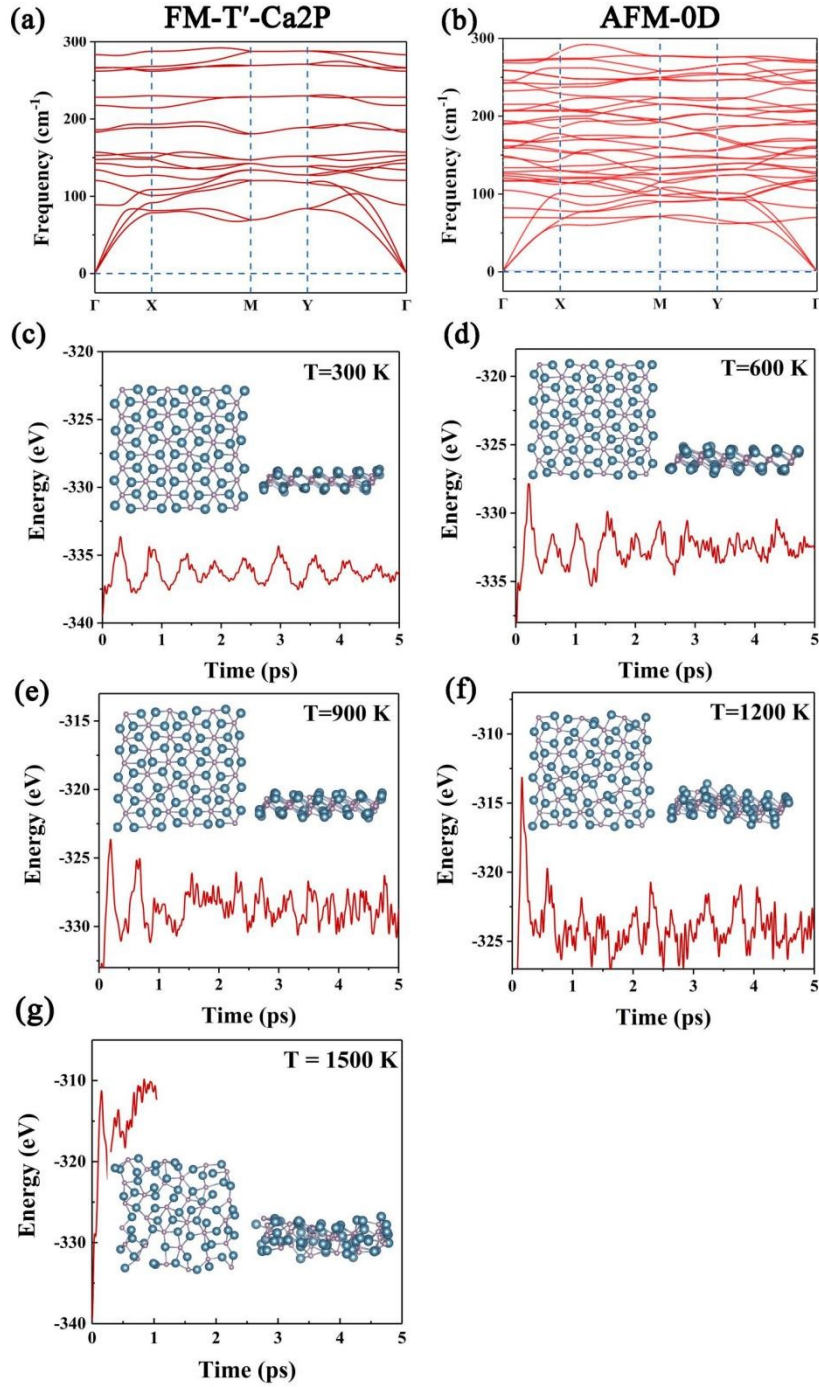 (a) FM-T′-Ca2P
300
200
100
0
Frequency (cm⁻¹)
Γ X M Y Γ
(b) AFM-0D
300
200
100
0
Frequency (cm⁻¹)
Γ X M Y Γ
(c)
T=300 K
-320
-325
-330
-335
-340
Energy (eV)
0 1 2 3 4 5
Time (ps)
(d)
T=600 K
-320
-325
-330
-335
Energy (eV)
0 1 2 3 4 5
Time (ps)
(e)
T=900 K
-315
-320
-325
-330
Energy (eV)
0 1 2 3 4 5
Time (ps)
(f)
T=1200 K
-310
-315
-320
-325
Energy (eV)
0 1 2 3 4 5
Time (ps)
(g)
T = 1500 K
-310
-320
-330
-340
Energy (eV)
0 1 2 3 4 5
Time (ps)